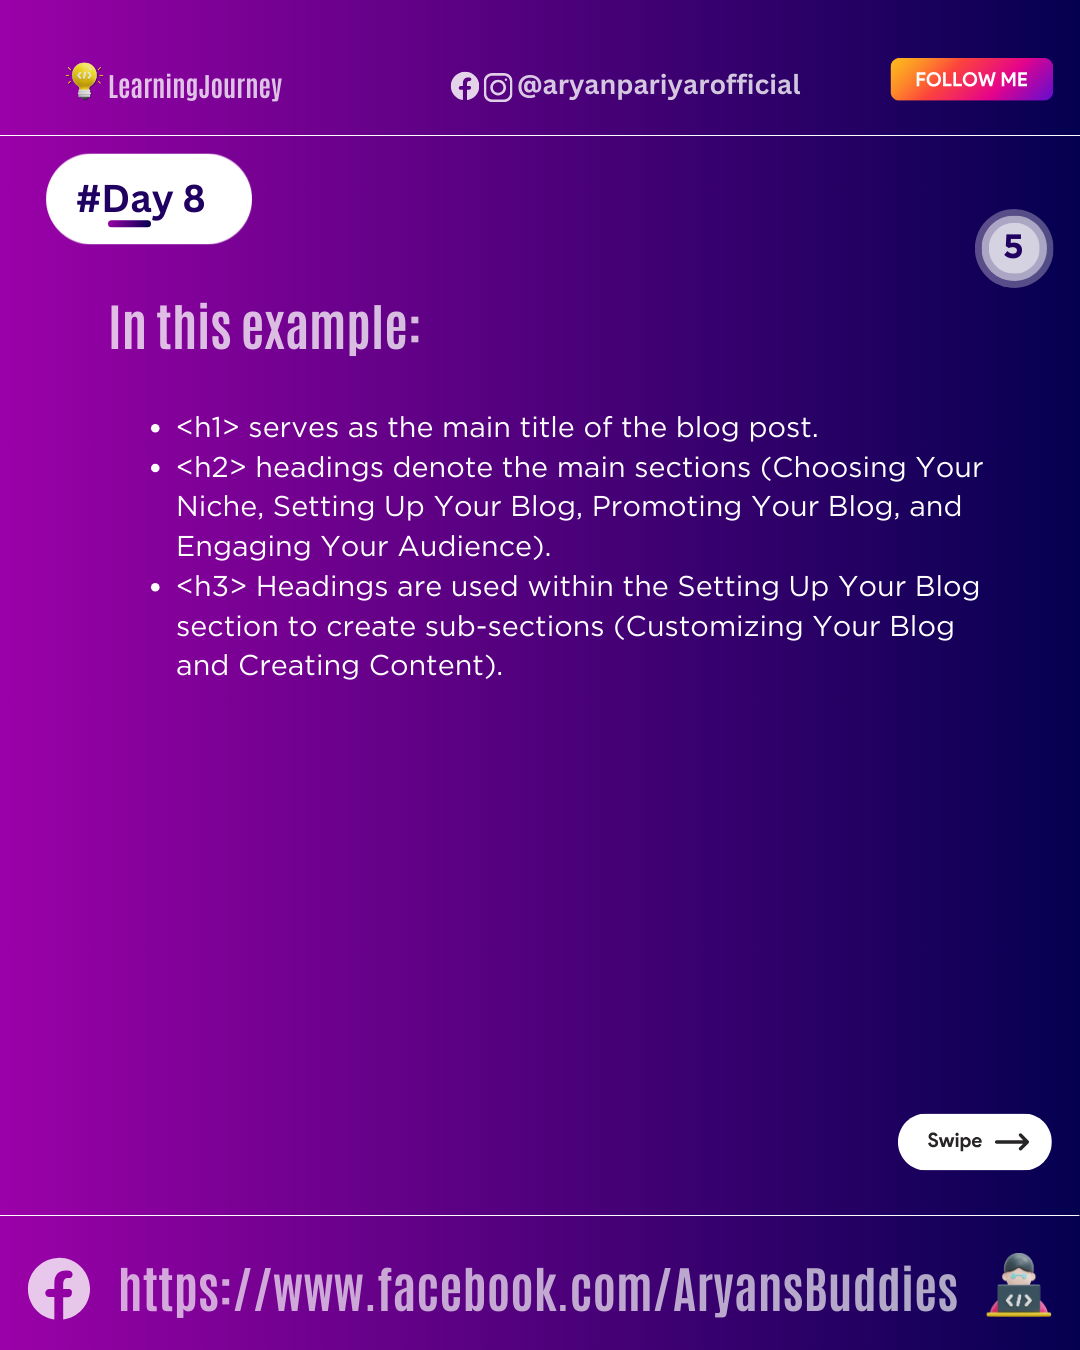 LearningJourney
@aryanpariyarofficial
FOLLOW ME
#Day 8
5
In this example:
• <h1> serves as the main title of the blog post.
• <h2> headings denote the main sections (Choosing Your
Niche, Setting Up Your Blog, Promoting Your Blog, and
Engaging Your Audience).
• <h3> Headings are used within the Setting Up Your Blog
section to create sub-sections (Customizing Your Blog
and Creating Content).
Swipe
https://www.facebook.com/AryansBuddies